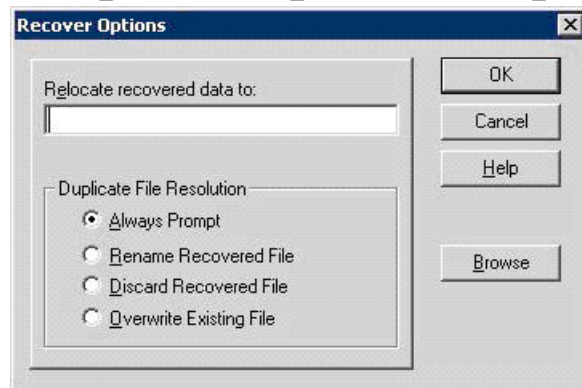 Recover Options
Relocate recovered data to:
Duplicate File Resolution
Always Prompt
Rename Recovered File
Discard Recovered File
Overwrite Existing File
OK
Cancel
Help
Browse